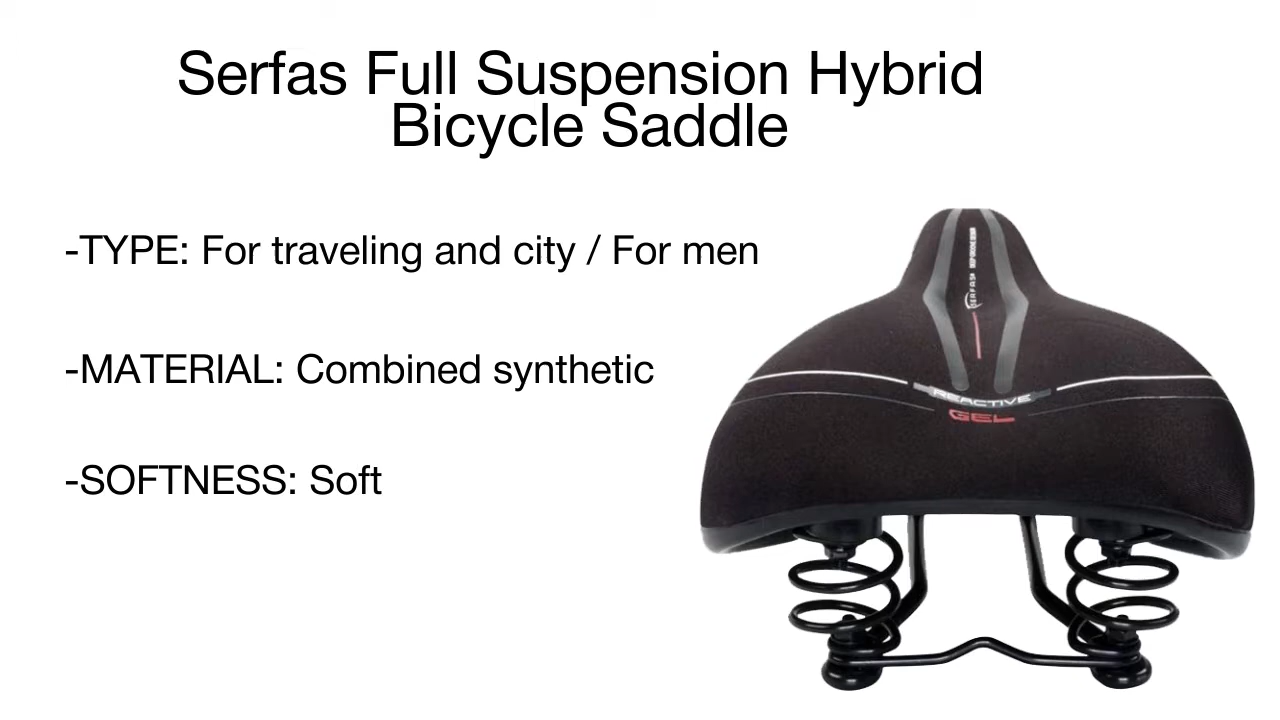 Serfas Full Suspension Hybrid
Bicycle Saddle
-TYPE: For traveling and city / For men
-MATERIAL: Combined synthetic
-SOFTNESS: Soft
SERFAS
REACTIVE
GEL